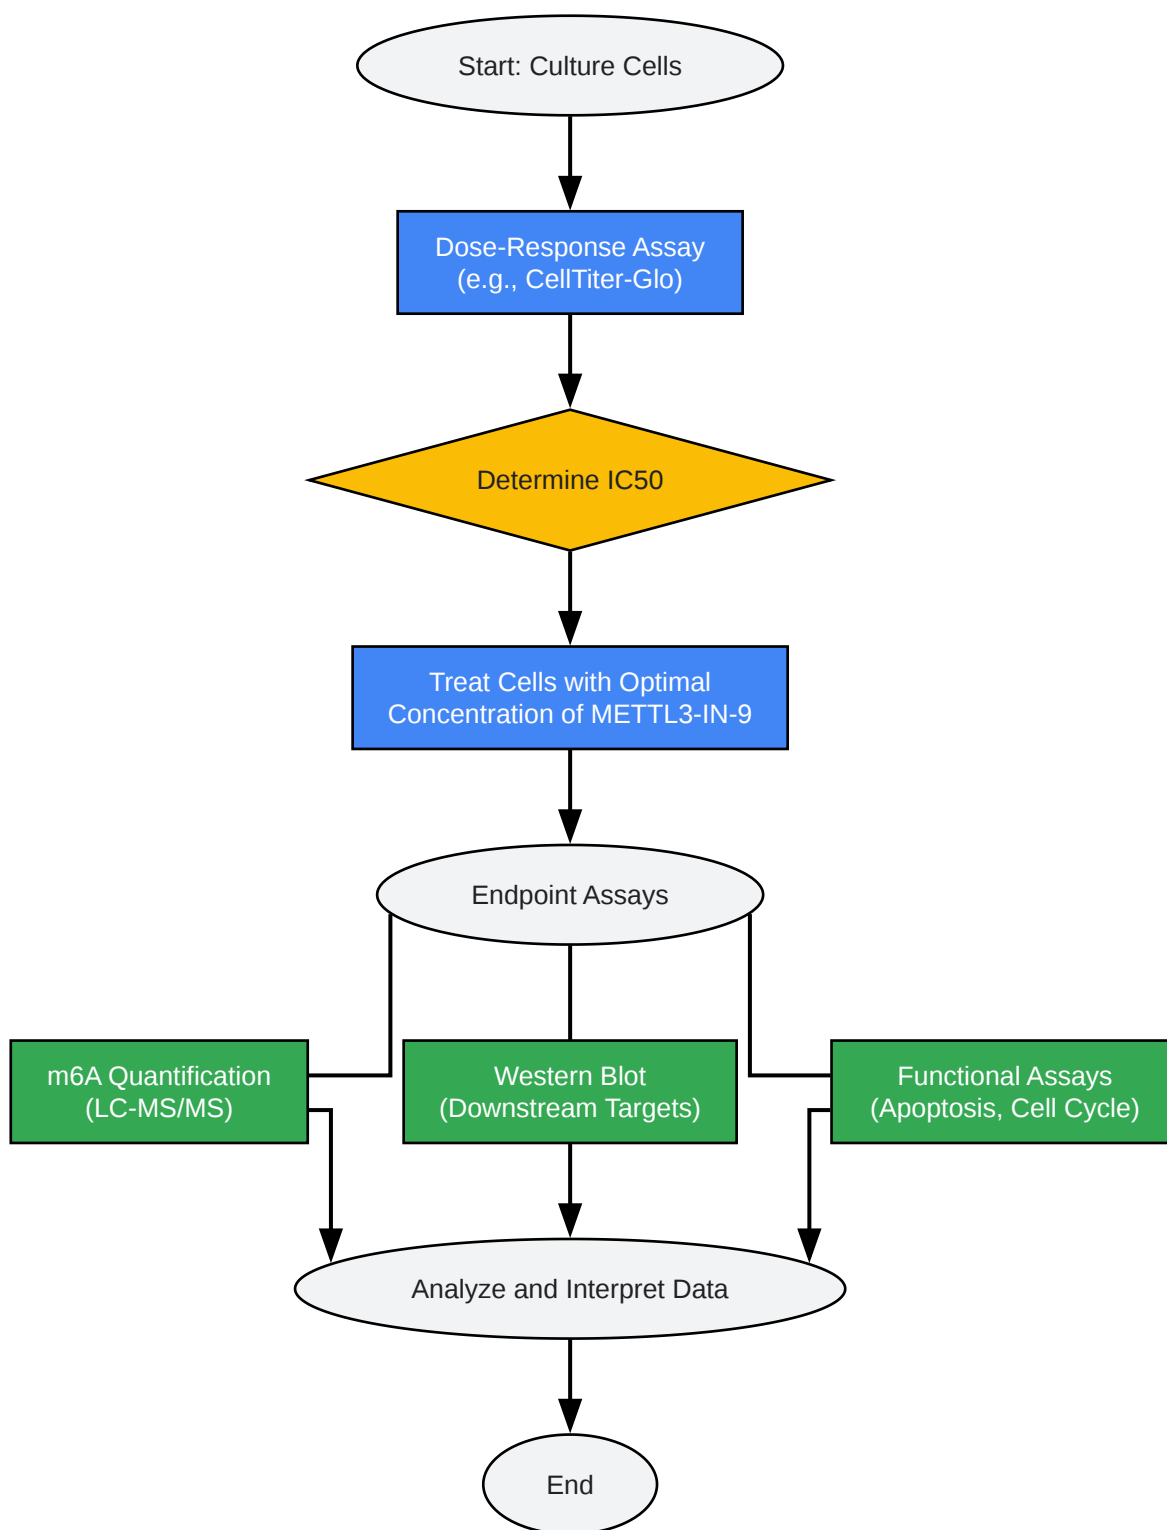 Start: Culture Cells
Dose-Response Assay
(e.g., CellTiter-Glo)
Determine IC50
Treat Cells with Optimal
Concentration of METTL3-IN-9
Endpoint Assays
m6A Quantification
(LC-MS/MS)
Western Blot
(Downstream Targets)
Functional Assays
(Apoptosis, Cell Cycle)
Analyze and Interpret Data
End